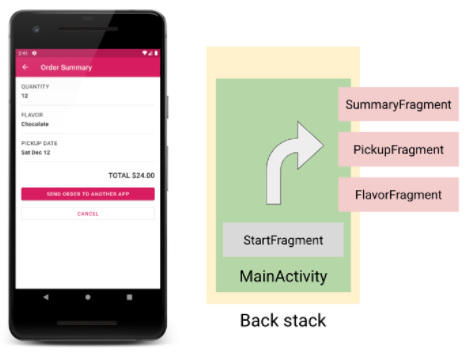 2:41
Order Summary
QUANTITY
12
FLAVOR
Chocolate
PICKUP DATE
Sat Dec 12
TOTAL $24.00
SEND ORDER TO ANOTHER APP
CANCEL
SummaryFragment
PickupFragment
FlavorFragment
StartFragment
MainActivity
Back stack